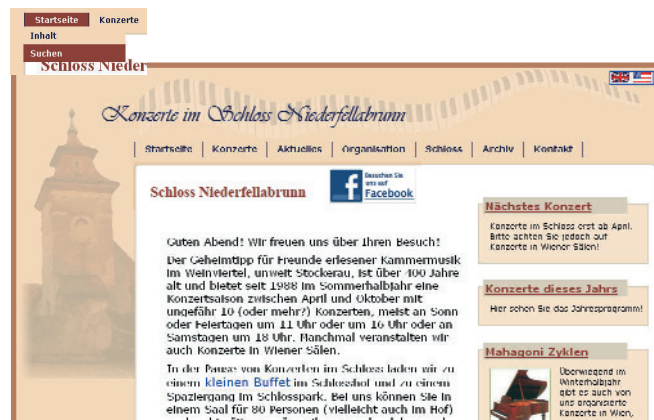 Startseite Konzerte
Inhalt
Suchen
Schloss Nieder
Konzerte im Schloss Niederfellabrunn
Startseite Konzerte Aktuelles Organisation Schloss Archiv Kontakt
Schloss Niederfellabrunn
Besuchen Sie
uns auf
Facebook
Guten Abend! Wir freuen uns über Ihren Besuch!
Der Geheimtipp für Freunde erlesener Kammermusik
im Weinviertel, unweit Stockerau, ist über 400 Jahre
alt und bietet seit 1988 im Sommerhalbjahr eine
Konzertsaison zwischen April und Oktober mit
ungefähr 10 (oder mehr?) Konzerten, meist an Sonn
oder Feiertagen um 11 Uhr oder um 16 Uhr oder an
Samstagen um 18 Uhr. Manchmal veranstalten wir
auch Konzerte in Wiener Sälen.
In der Pause von Konzerten im Schloss laden wir zu
einem kleinen Buffet im Schlosshof und zu einem
Spaziergang im Schlosspark. Bei uns können Sie in
einem Saal für 80 Personen (vielleicht auch im Hof)
Nächstes Konzert
Konzerte im Schloss erst ab April.
Bitte achten Sie jedoch auf
Konzerte in Wiener Sälen!
Konzerte dieses Jahrs
Hier sehen Sie das Jahresprogramm!
Mahagoni Zyklen
Überwiegend im
Winterhalbjahr
gibt es auch von
uns organisierte
Konzerte in Wien,